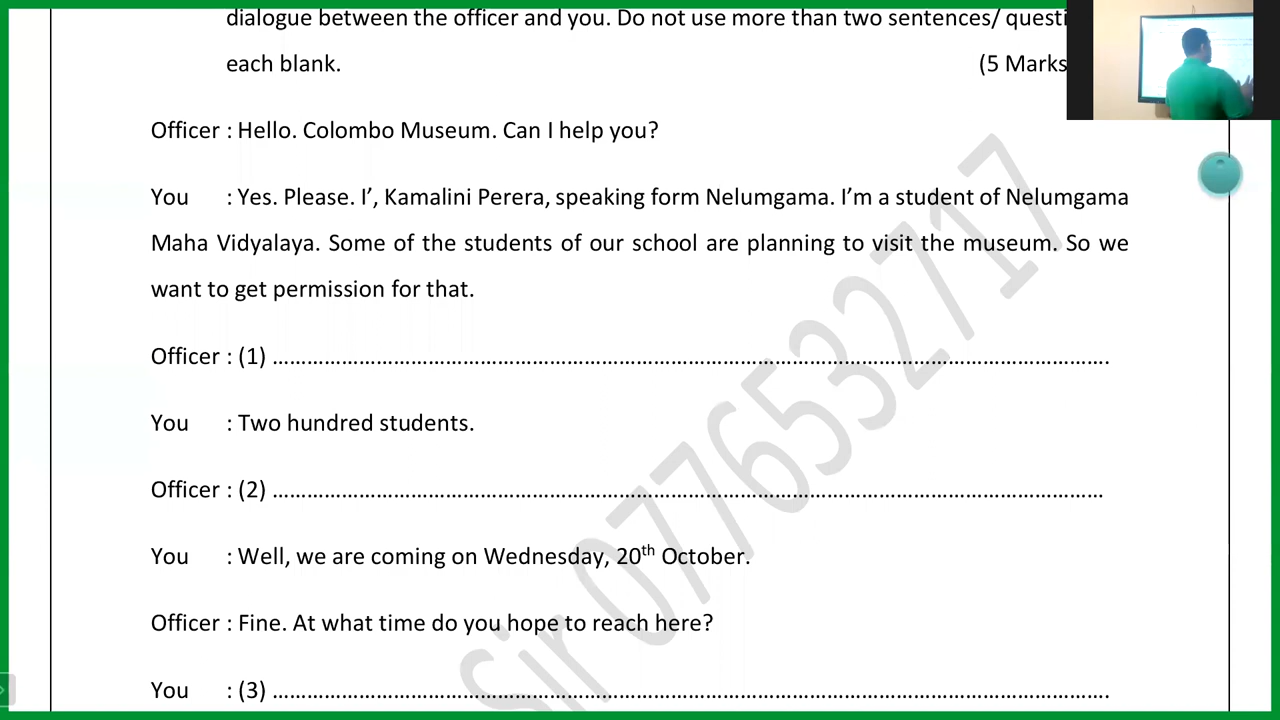 dialogue between the officer and you. Do not use more than two sentences/
each blank. (5 Marks
Officer : Hello. Colombo Museum. Can I help you?
You : Yes. Please. I’, Kamalini Perera, speaking form Nelumgama. I’m a student of Nelumgama
Maha Vidyalaya. Some of the students of our school are planning to visit the museum. So we
want to get permission for that.
Officer : (1) ……………………………………………………………………………………………………………………….
You : Two hundred students.
Officer : (2) ………………………………………………………………………………………………………………………
You : Well, we are coming on Wednesday, 20th October.
Officer : Fine. At what time do you hope to reach here?
You : (3) ……………………………………………………………………………………………………………………….
Sir 0776532717